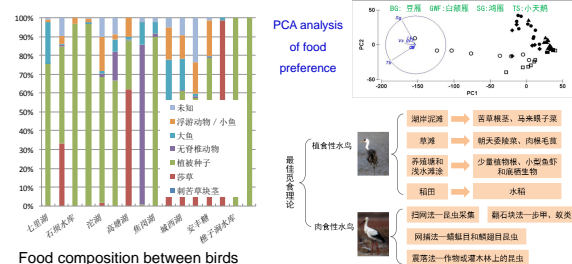 100%
90%
80%
70%
60%
50%
40%
30%
20%
10%
0%
未知
浮游动物/小鱼
大鱼
无脊椎动物
植被种子
莎草
刺苦草块茎
七里湖
石坝水库
沱湖
高塘湖
焦岗湖
城西湖
安丰塘
樵子涧水库
Food composition between birds
PCA analysis
of food
preference
BG: 豆雁 GWF:白额雁 SG:鸿雁 TS:小天鹅
PC2
50
0
-50
-200
-150
-100
-50
0
50
PC1
最佳觅食理论
植食性水鸟
湖岸泥滩
苦草根茎、马来眼子菜
草滩
朝天委陵菜、肉根毛茛
养殖塘和
浅水滩涂
少量植物根、小型鱼虾
和底栖生物
稻田
水稻
肉食性水鸟
扫网法—昆虫采集
翻石块法—步甲，蚁类
网捕法—蜻蜓目和鳞翅目昆虫
震落法—作物或灌木林上的昆虫